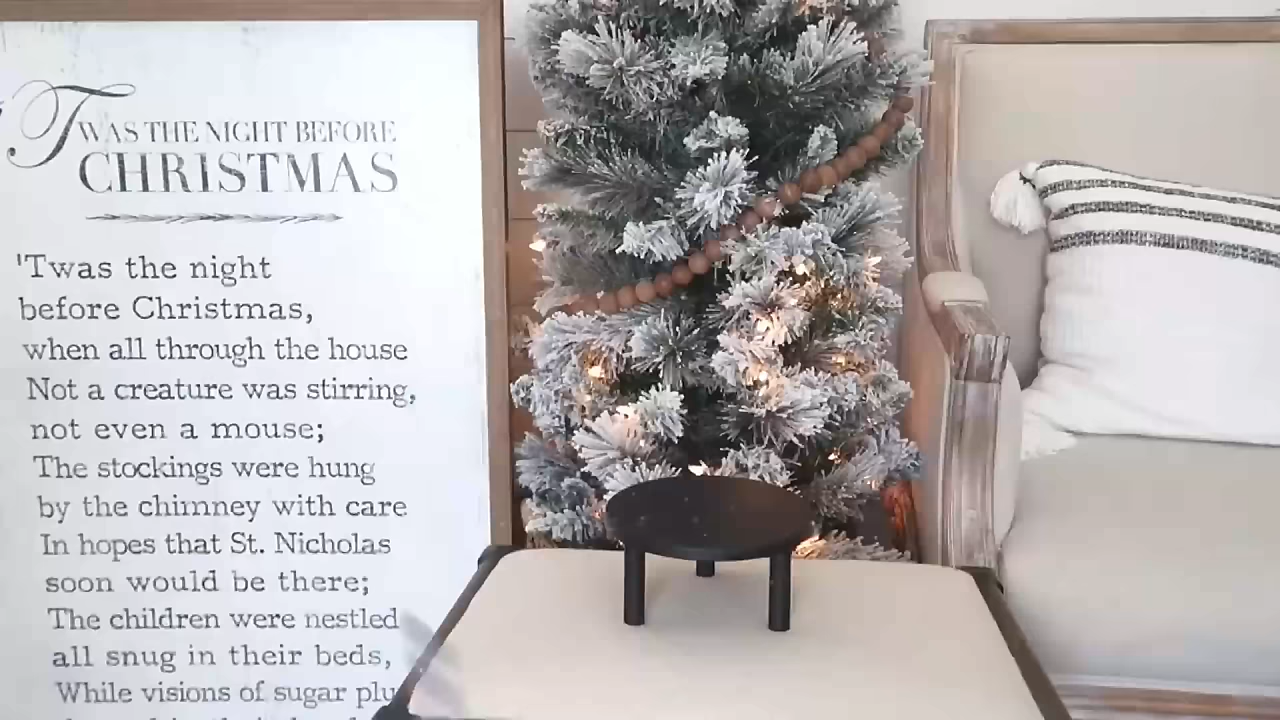 'TWAS THE NIGHT BEFORE
CHRISTMAS
'Twas the night
before Christmas,
when all through the house
Not a creature was stirring,
not even a mouse;
The stockings were hung
by the chimney with care
In hopes that St. Nicholas
soon would be there;
The children were nestled
all snug in their beds,
While visions of sugar plu